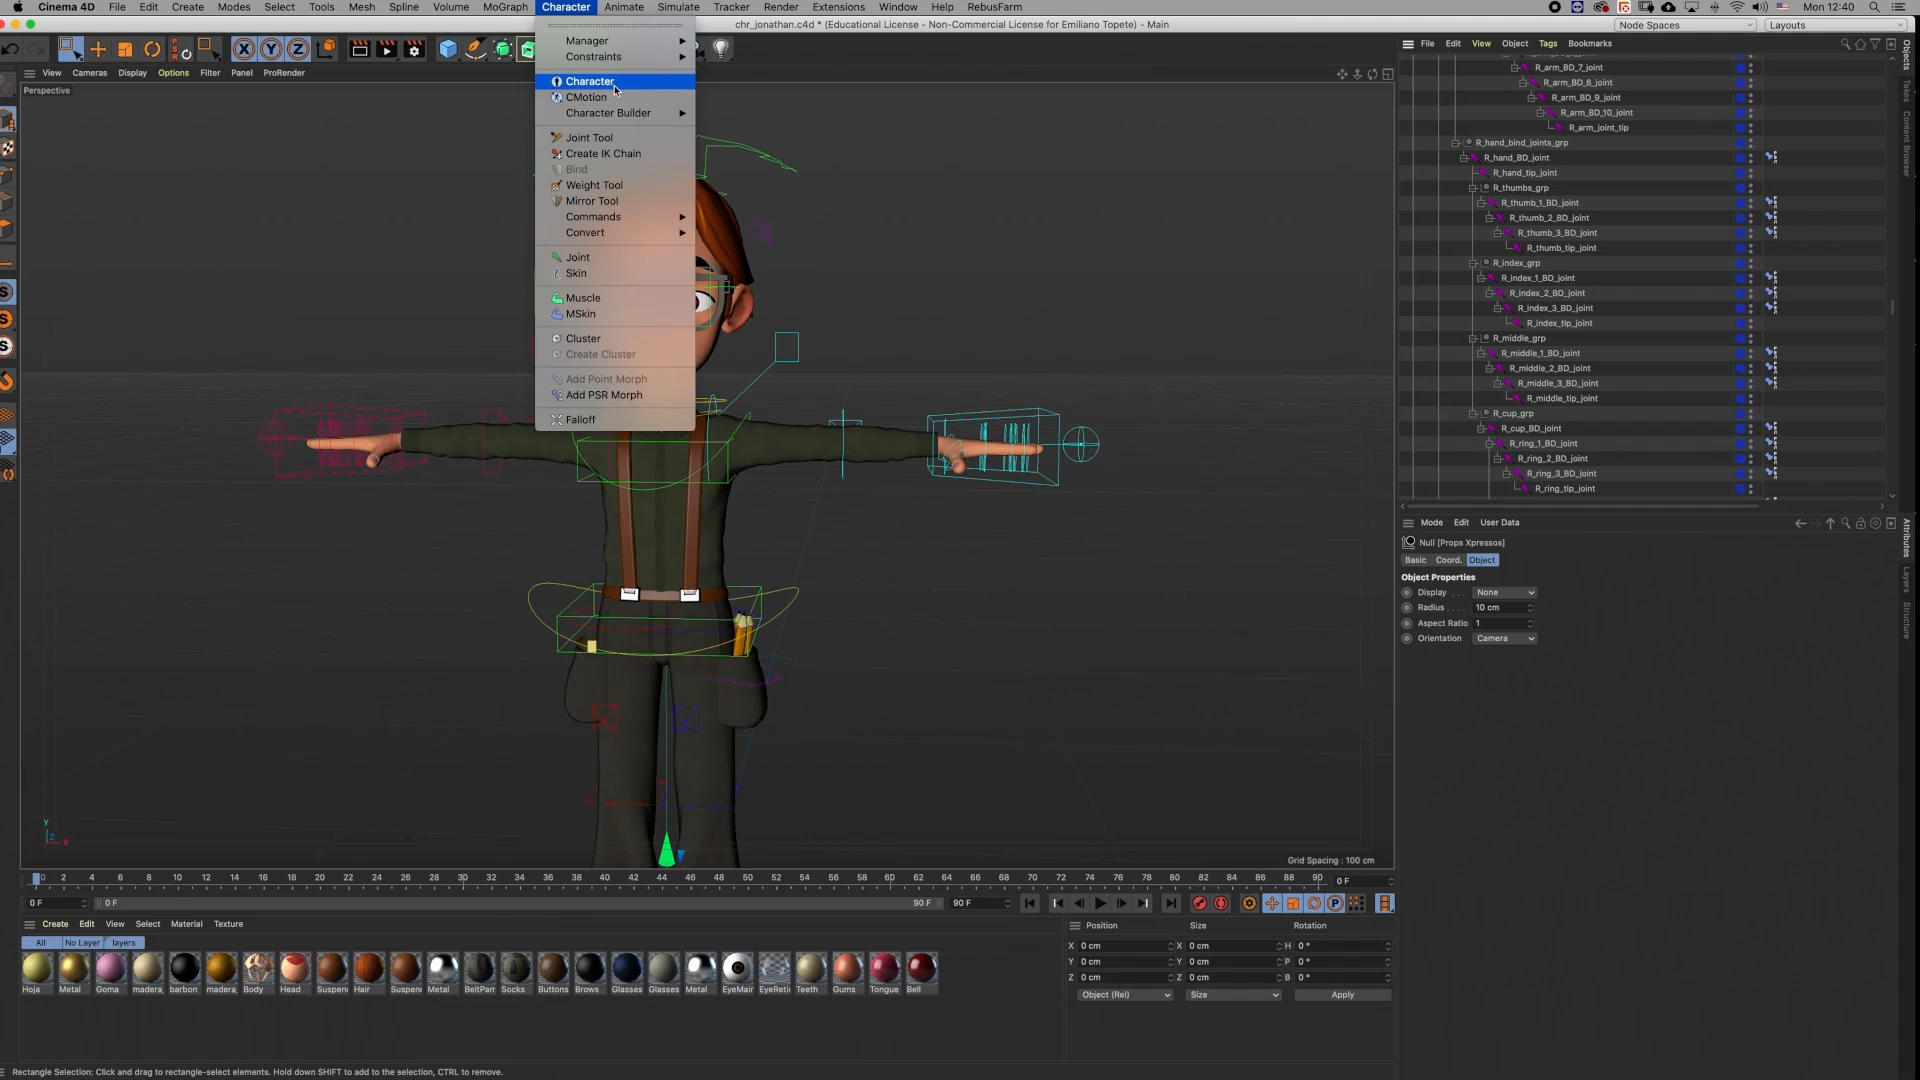 Cinema 4D File Edit Create Modes Select Tools Mesh Spline Volume MoGraph Character Animate Simulate Tracker Render Extensions Window Help RebusFarm Mon 12:40
chr_jonathan.c4d * (Educational License - Non-Commercial License for Emiliano Topete) - Main
Node Spaces Layouts
View Cameras Display Options Filter Panel ProRender
Perspective
Manager
Constraints
Character
CMotion
Character Builder
Joint Tool
Create IK Chain
Bind
Weight Tool
Mirror Tool
Commands
Convert
Joint
Skin
Muscle
MSkin
Cluster
Create Cluster
Add Point Morph
Add PSR Morph
Falloff
Grid Spacing : 100 cm
File Edit View Object Tags Bookmarks
R_arm_BD_7_joint
R_arm_BD_8_joint
R_arm_BD_9_joint
R_arm_BD_10_joint
R_arm_joint_tip
R_hand_bind_joints_grp
R_hand_BD_joint
R_hand_tip_joint
R_thumbs_grp
R_thumb_1_BD_joint
R_thumb_2_BD_joint
R_thumb_3_BD_joint
R_thumb_tip_joint
R_index_grp
R_index_1_BD_joint
R_index_2_BD_joint
R_index_3_BD_joint
R_index_tip_joint
R_middle_grp
R_middle_1_BD_joint
R_middle_2_BD_joint
R_middle_3_BD_joint
R_middle_tip_joint
R_cup_grp
R_cup_BD_joint
R_ring_1_BD_joint
R_ring_2_BD_joint
R_ring_3_BD_joint
R_ring_tip_joint
Objects
Takes
Content Browser
Mode Edit User Data
Null [Props Xpressos]
Basic Coord. Object
Object Properties
Display None
Radius 10 cm
Aspect Ratio 1
Orientation Camera
Attributes
Layers
Structure
0 2 4 6 8 10 12 14 16 18 20 22 24 26 28 30 32 34 36 38 40 42 44 46 48 50 52 54 56 58 60 62 64 66 68 70 72 74 76 78 80 82 84 86 88 90 0 F
0 F 0 F 90 F 90 F
Create Edit View Select Material Texture
All No Layer layers
Hoja Metal Goma madera_ barbon madera_ Body Head Suspen Hair Suspen Metal BeltPan Socks Buttons Brows Glasses Glasses Metal EyeMair EyeReti Teeth Gums Tongue Bell
Position Size Rotation
X 0 cm X 0 cm H 0 °
Y 0 cm Y 0 cm P 0 °
Z 0 cm Z 0 cm B 0 °
Object (Rel) Size Apply
Rectangle Selection: Click and drag to rectangle-select elements. Hold down SHIFT to add to the selection, CTRL to remove.